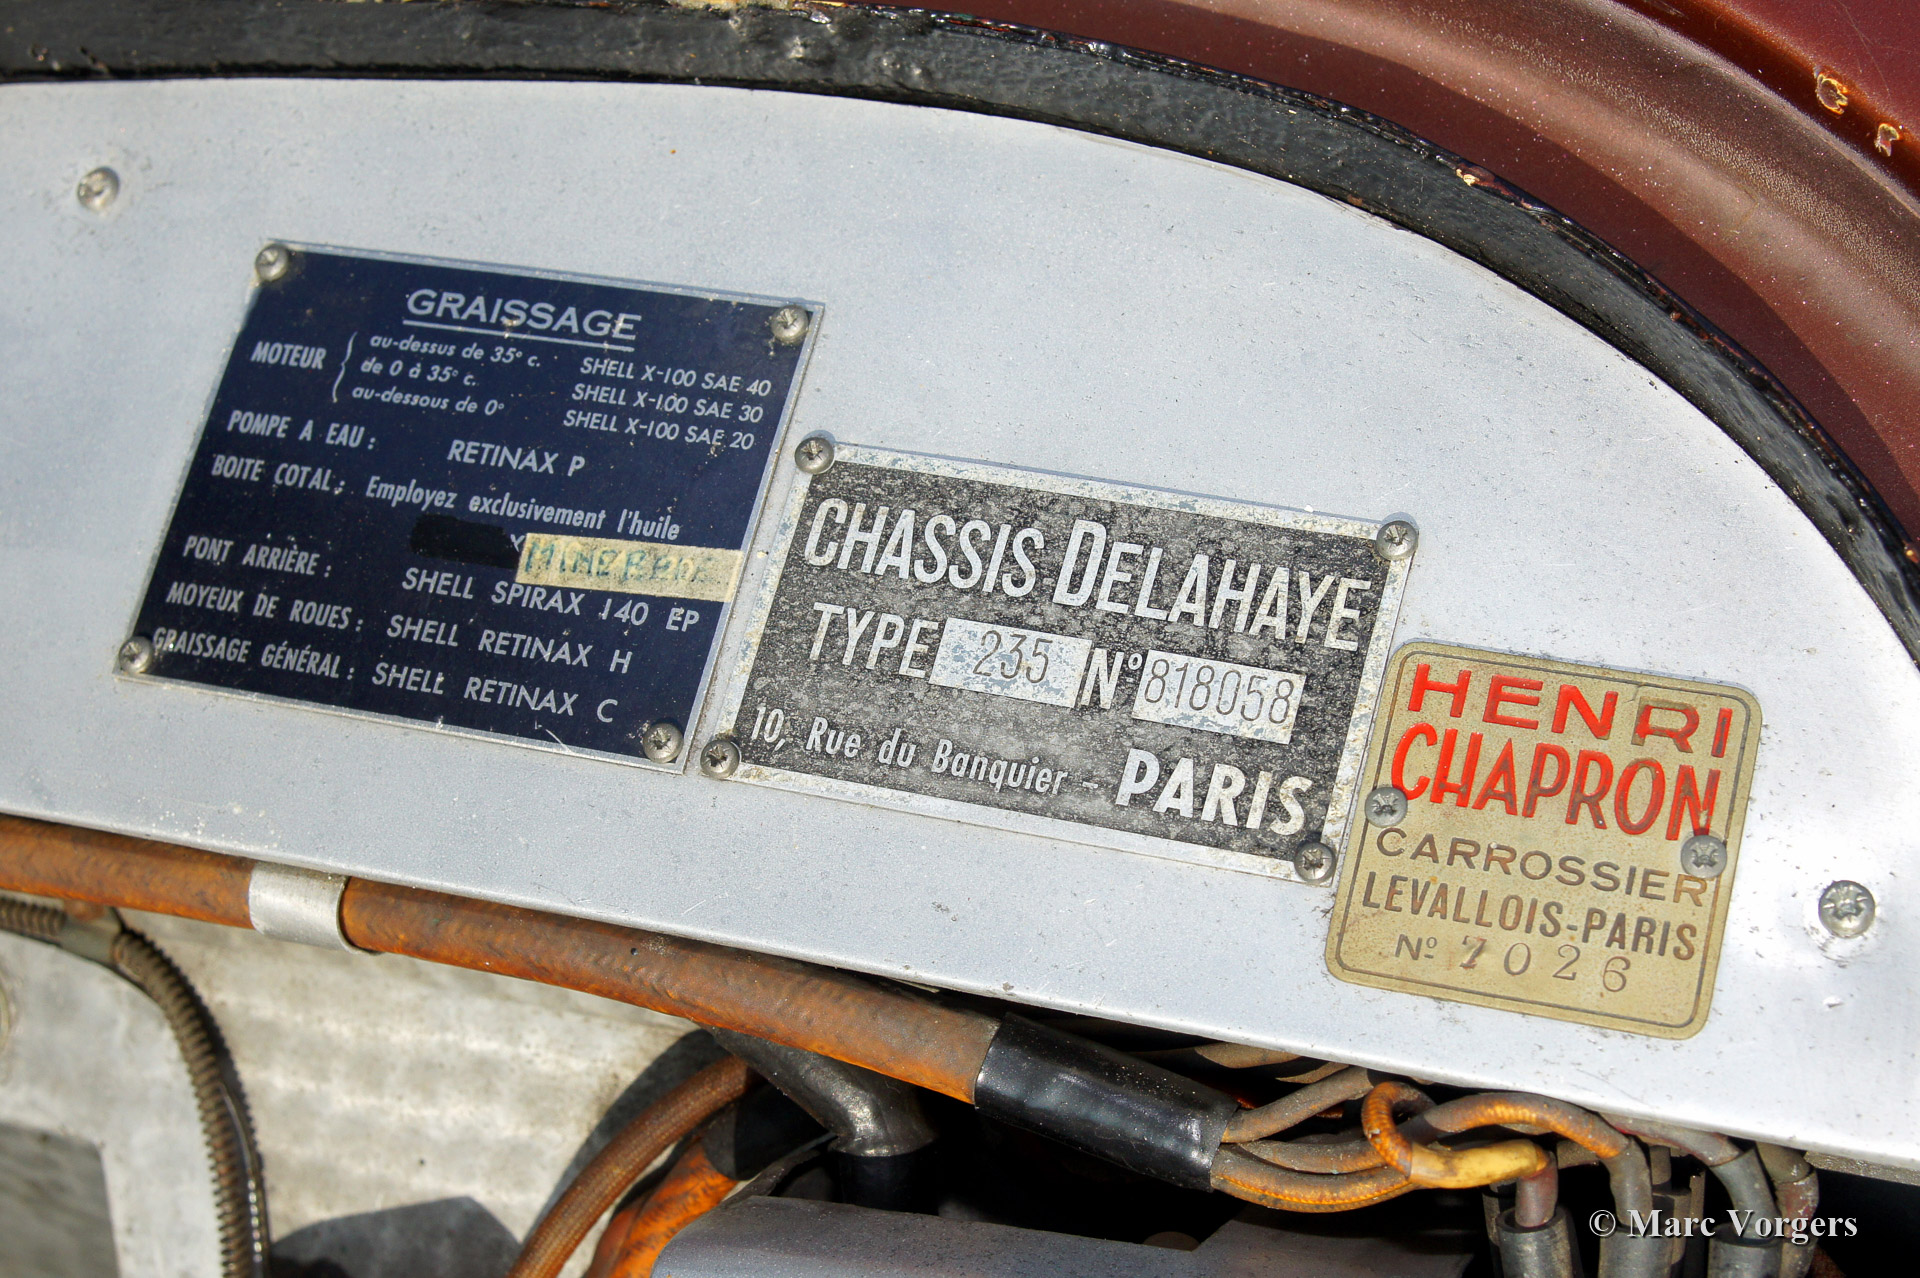 GRAISSAGE
MOTEUR
au-dessus de 35° c. SHELL X-100 SAE 40
de 0 à 35° c. SHELL X-100 SAE 30
au-dessous de 0° SHELL X-100 SAE 20
POMPE A EAU : RETINAX P
BOITE COTAL : Employez exclusivement l'huile
PONT ARRIÈRE : SHELL SPIRAX 140 EP
MOYEUX DE ROUES : SHELL RETINAX H
GRAISSAGE GÉNÉRAL : SHELL RETINAX C
CHASSIS DELAHAYE
TYPE 235 N° 818058
10, Rue du Banquier - PARIS
HENRI
CHAPRON
CARROSSIER
LEVALLOIS-PARIS
Nº 7026
© Marc Vorgers